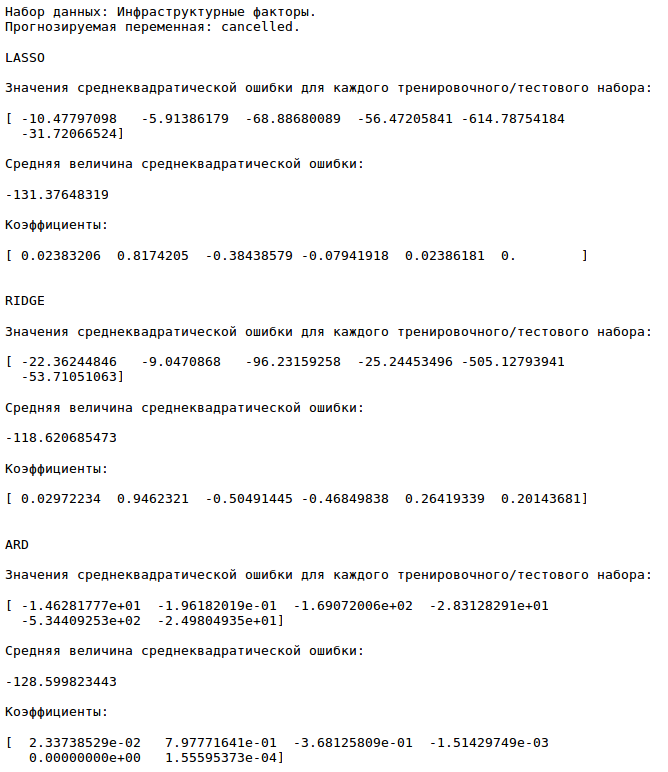 Набор данных: Инфраструктурные факторы.
Прогнозируемая переменная: cancelled.
LASSO
Значения среднеквадратической ошибки для каждого тренировочного/тестового набора:
[ -10.47797098   -5.91386179  -68.88680089  -56.47205841 -614.78754184
  -31.72066524]
Средняя величина среднеквадратической ошибки:
-131.37648319
Коэффициенты:
[ 0.02383206  0.8174205  -0.38438579 -0.07941918  0.02386181  0.        ]
RIDGE
Значения среднеквадратической ошибки для каждого тренировочного/тестового набора:
[ -22.36244846   -9.0470868   -96.23159258  -25.24453496 -505.12793941
  -53.71051063]
Средняя величина среднеквадратической ошибки:
-118.620685473
Коэффициенты:
[ 0.02972234  0.9462321  -0.50491445 -0.46849838  0.26419339  0.20143681]
ARD
Значения среднеквадратической ошибки для каждого тренировочного/тестового набора:
[ -1.46281777e+01  -1.96182019e-01  -1.69072006e+02  -2.83128291e+01
  -5.34409253e+02  -2.49804935e+01]
Средняя величина среднеквадратической ошибки:
-128.599823443
Коэффициенты:
[  2.33738529e-02   7.97771641e-01  -3.68125809e-01  -1.51429749e-03
   0.00000000e+00   1.55595373e-04]